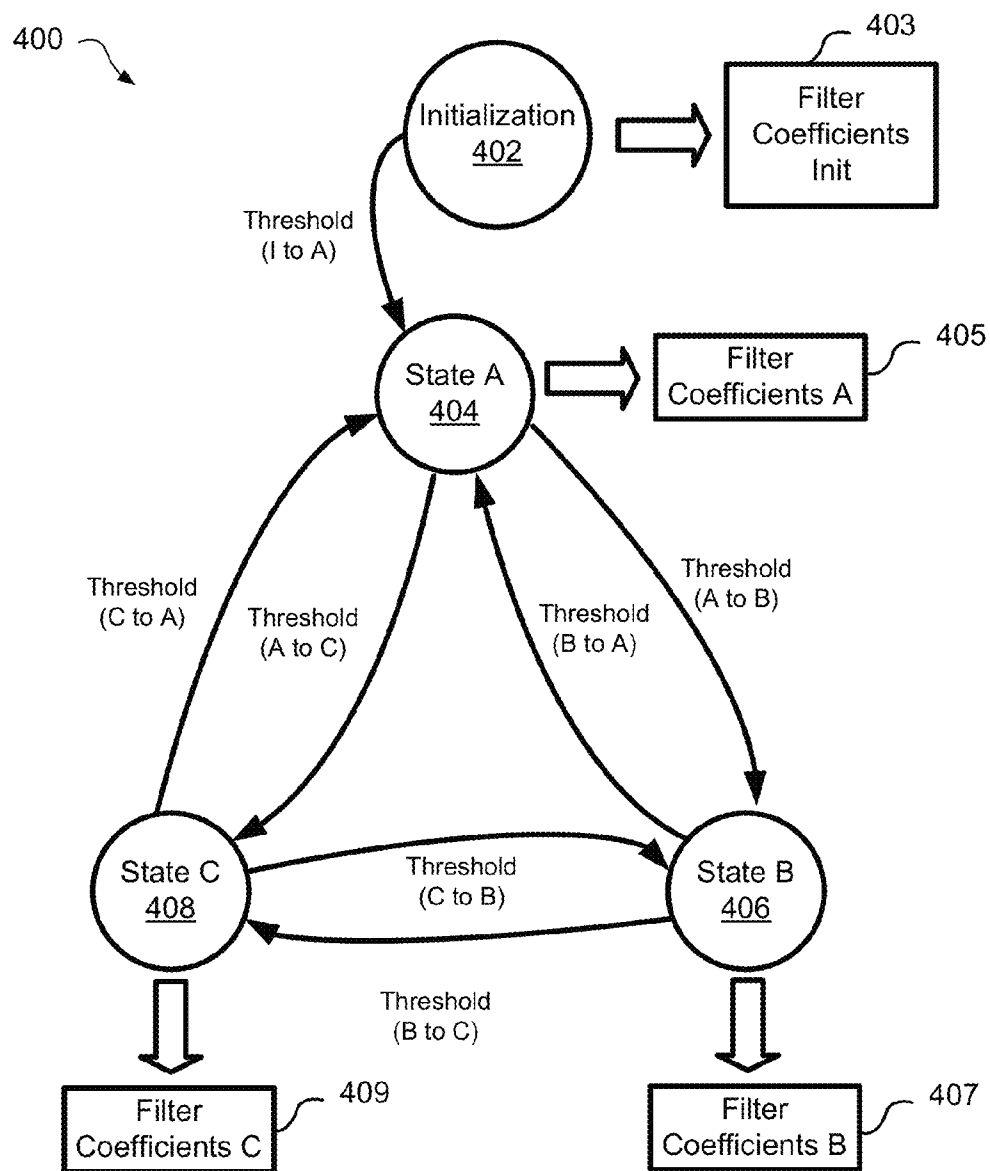 400
403
Initialization
402
Filter
Coefficients
Init
Threshold
(I to A)
405
State A
404
Filter
Coefficients A
Threshold
(C to A)
Threshold
(A to C)
Threshold
(B to A)
Threshold
(A to B)
State C
408
Threshold
(C to B)
State B
406
Threshold
(B to C)
409
Filter
Coefficients C
407
Filter
Coefficients B